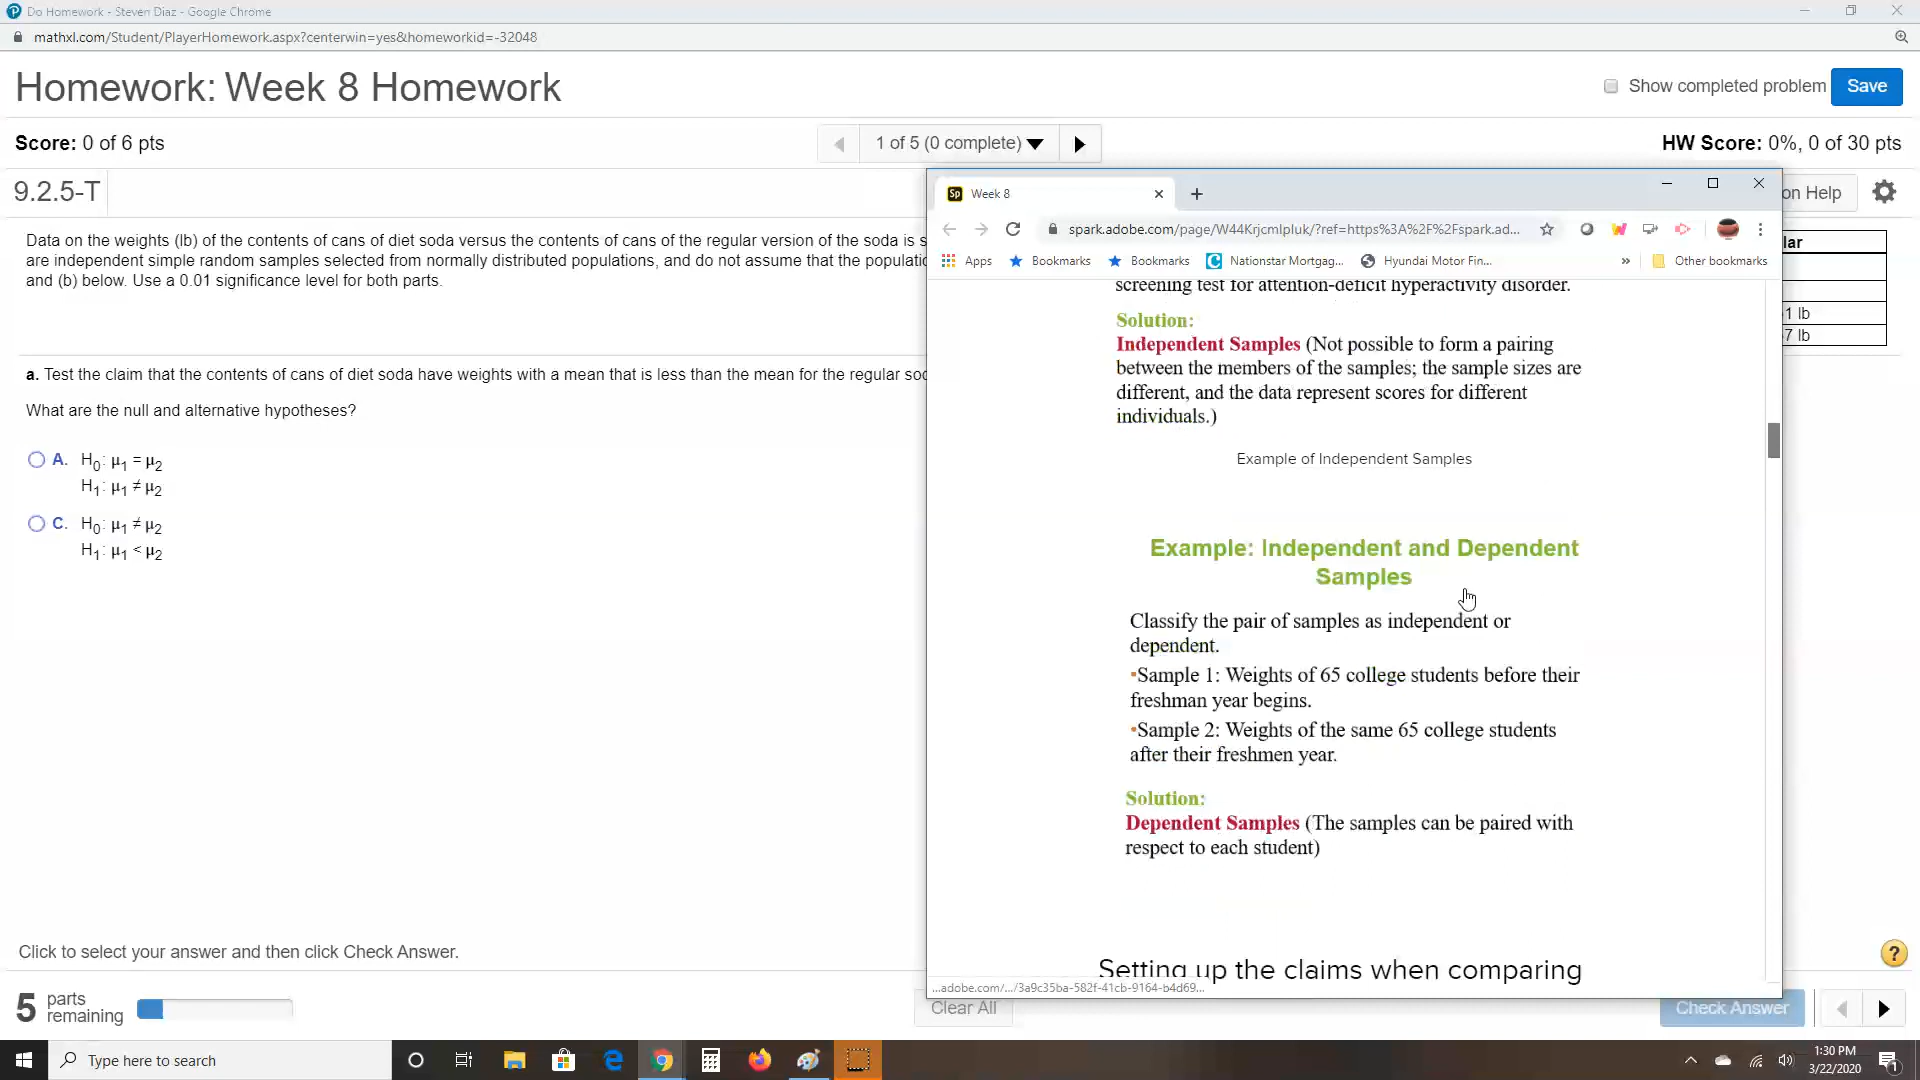 Do Homework - Steven Diaz - Google Chrome
mathxl.com/Student/PlayerHomework.aspx?centerwin=yes&homeworkid=-32048
Homework: Week 8 Homework
Show completed problem
Save
Score: 0 of 6 pts
1 of 5 (0 complete)
HW Score: 0%, 0 of 30 pts
9.2.5-T
on Help
Data on the weights (lb) of the contents of cans of diet soda versus the contents of cans of the regular version of the soda is s
are independent simple random samples selected from normally distributed populations, and do not assume that the populatio
and (b) below. Use a 0.01 significance level for both parts.
lar
1 lb
7 lb
a. Test the claim that the contents of cans of diet soda have weights with a mean that is less than the mean for the regular so
What are the null and alternative hypotheses?
A. H0: μ1 = μ2
H1: μ1 ≠ μ2
C. H0: μ1 ≠ μ2
H1: μ1 < μ2
Click to select your answer and then click Check Answer.
5 parts remaining
Clear All
Check Answer
Sp Week 8
spark.adobe.com/page/W44KrjcmIpluk/?ref=https%3A%2F%2Fspark.ad...
Apps
Bookmarks
Bookmarks
Nationstar Mortgag...
Hyundai Motor Fin...
»
Other bookmarks
screening test for attention-deficit hyperactivity disorder.
Solution:
Independent Samples (Not possible to form a pairing
between the members of the samples; the sample sizes are
different, and the data represent scores for different
individuals.)
Example of Independent Samples
Example: Independent and Dependent
Samples
Classify the pair of samples as independent or
dependent.
•Sample 1: Weights of 65 college students before their
freshman year begins.
•Sample 2: Weights of the same 65 college students
after their freshmen year.
Solution:
Dependent Samples (The samples can be paired with
respect to each student)
Setting up the claims when comparing
...adobe.com/.../3a9c35ba-582f-41cb-9164-b4d69...
?
Type here to search
1:30 PM
3/22/2020
1